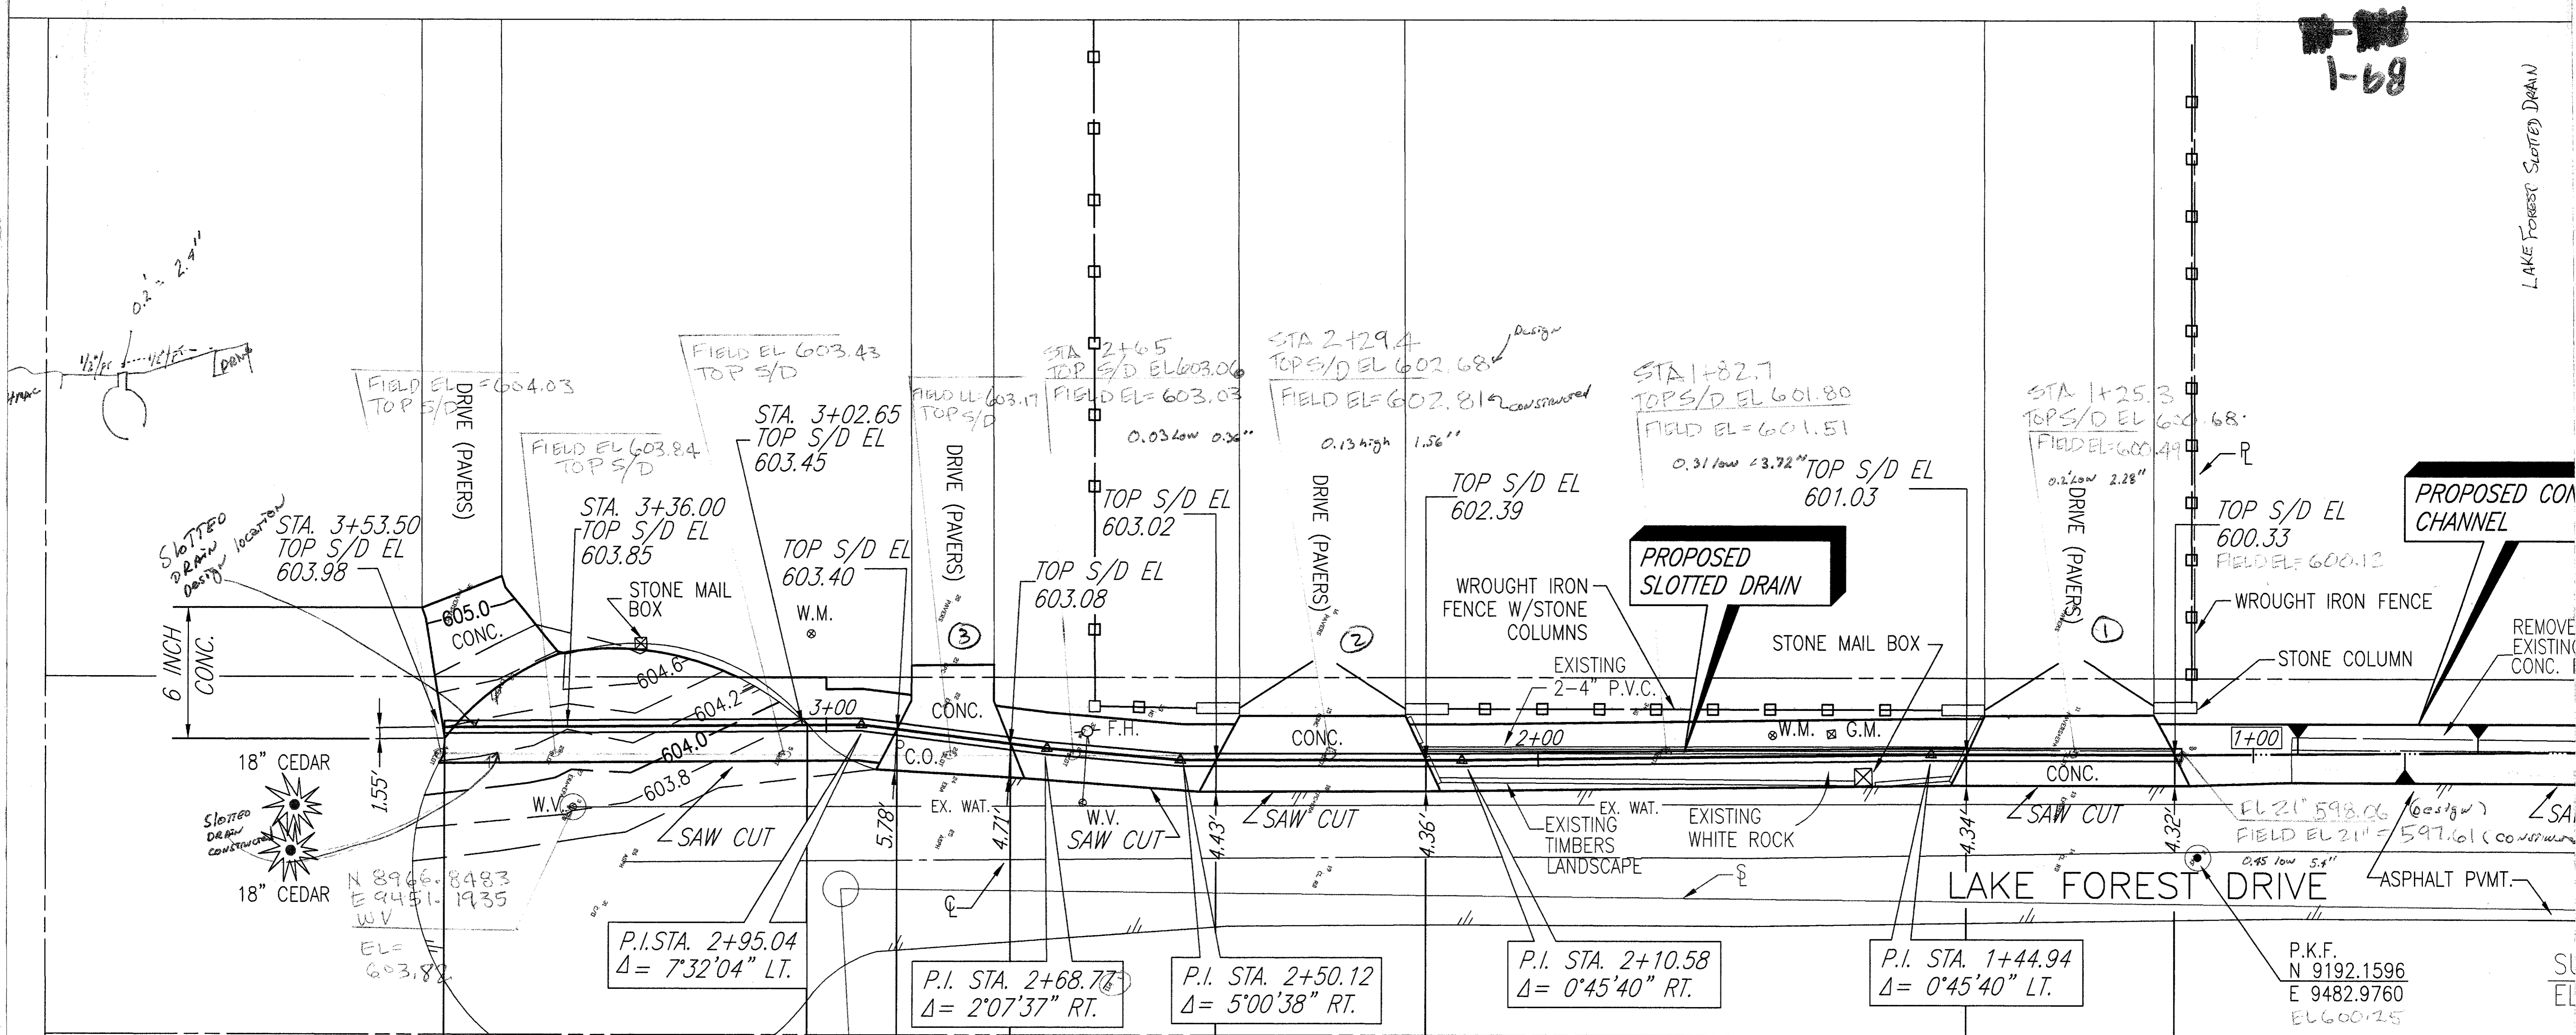 B9-1
LAKE FOREST SLOTTED DRAIN
0.2' = 2.4"
1/2"/FT
1/2"/FT
DRIVE
HMAC
FIELD EL = 604.03
TOP S/D
DRIVE (PAVERS)
FIELD EL 603.84
TOP S/D
FIELD EL 603.43
TOP S/D
STA. 3+02.65
TOP S/D EL
603.45
FIELD EL=603.17
TOP S/D
DRIVE (PAVERS)
STA 2+65
TOP S/D EL 603.06
FIELD EL= 603.03
0.03 Low 0.36"
STA 2+29.4
TOP S/D EL 602.68
Design
FIELD EL= 602.81
constructed
0.13 high 1.56"
DRIVE (PAVERS)
STA 1+82.7
TOP S/D EL 601.80
FIELD EL = 601.51
0.31 low 3.72"
STA 1+25.3
TOP S/D EL 600.68
FIELD EL= 600.49
0.2' Low 2.28"
DRIVE (PAVERS)
SLOTTED
DRAIN
Design location
STA. 3+53.50
TOP S/D EL
603.98
STA. 3+36.00
TOP S/D EL
603.85
STONE MAIL
BOX
TOP S/D EL
603.40
W.M.
TOP S/D EL
603.02
TOP S/D EL
603.08
TOP S/D EL
602.39
TOP S/D EL
601.03
TOP S/D EL
600.33
FIELD EL= 600.12
PROPOSED CON
CHANNEL
PROPOSED
SLOTTED DRAIN
WROUGHT IRON
FENCE W/STONE
COLUMNS
EXISTING
2-4" P.V.C.
STONE MAIL BOX
WROUGHT IRON FENCE
STONE COLUMN
REMOVE
EXISTING
CONC.
6 INCH
CONC.
605.0
CONC.
604.6
604.2
604.0
603.8
3+00
3
CONC.
C.O.
F.H.
2
CONC.
2+00
W.M.
G.M.
1
CONC.
1+00
1.55'
18" CEDAR
18" CEDAR
SLOTTED
DRAIN
CONSTRUCTED
W.V.
SAW CUT
5.78'
EX. WAT.
4.71'
W.V.
SAW CUT
4.43'
SAW CUT
4.36'
EX. WAT.
EXISTING
TIMBERS
LANDSCAPE
EXISTING
WHITE ROCK
4.34'
SAW CUT
4.32'
EL 21" 598.06 (Design)
FIELD EL 21" = 597.61
0.45 low 5.4"
LAKE FOREST DRIVE
ASPHALT PVMT.
N 8966.8483
E 9451.1935
WV
EL=
603.82
P.I.STA. 2+95.04
Δ= 7°32'04" LT.
P.I. STA. 2+68.77
Δ= 2°07'37" RT.
P.I. STA. 2+50.12
Δ= 5°00'38" RT.
P.I. STA. 2+10.58
Δ= 0°45'40" RT.
P.I. STA. 1+44.94
Δ= 0°45'40" LT.
P.K.F.
N 9192.1596
E 9482.9760
EL 600.25